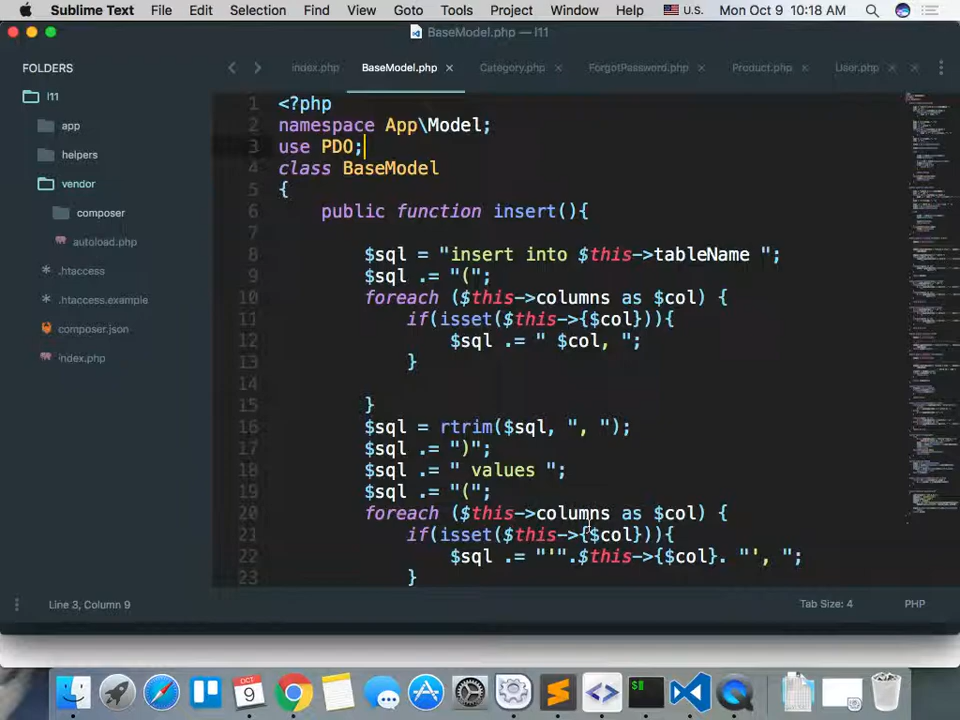 Sublime Text File Edit Selection Find View Goto Tools Project Window Help U.S. Mon Oct 9 10:18 AM
BaseModel.php — l11
FOLDERS
l11
app
helpers
vendor
composer
autoload.php
.htaccess
.htaccess.example
composer.json
index.php
index.php BaseModel.php × Category.php × ForgotPassword.php × Product.php × User.php × ×
1 <?php
2 namespace App\Model;
3 use PDO;
4 class BaseModel
5 {
6 public function insert(){
7
8 $sql = "insert into $this->tableName ";
9 $sql .= "(";
10 foreach ($this->columns as $col) {
11 if(isset($this->{$col})){
12 $sql .= " $col, ";
13 }
14
15 }
16 $sql = rtrim($sql, ", ");
17 $sql .= ")";
18 $sql .= " values ";
19 $sql .= "(";
20 foreach ($this->columns as $col) {
21 if(isset($this->{$col})){
22 $sql .= "'".$this->{$col}. "', ";
23 }
Line 3, Column 9 Tab Size: 4 PHP
OCT
9